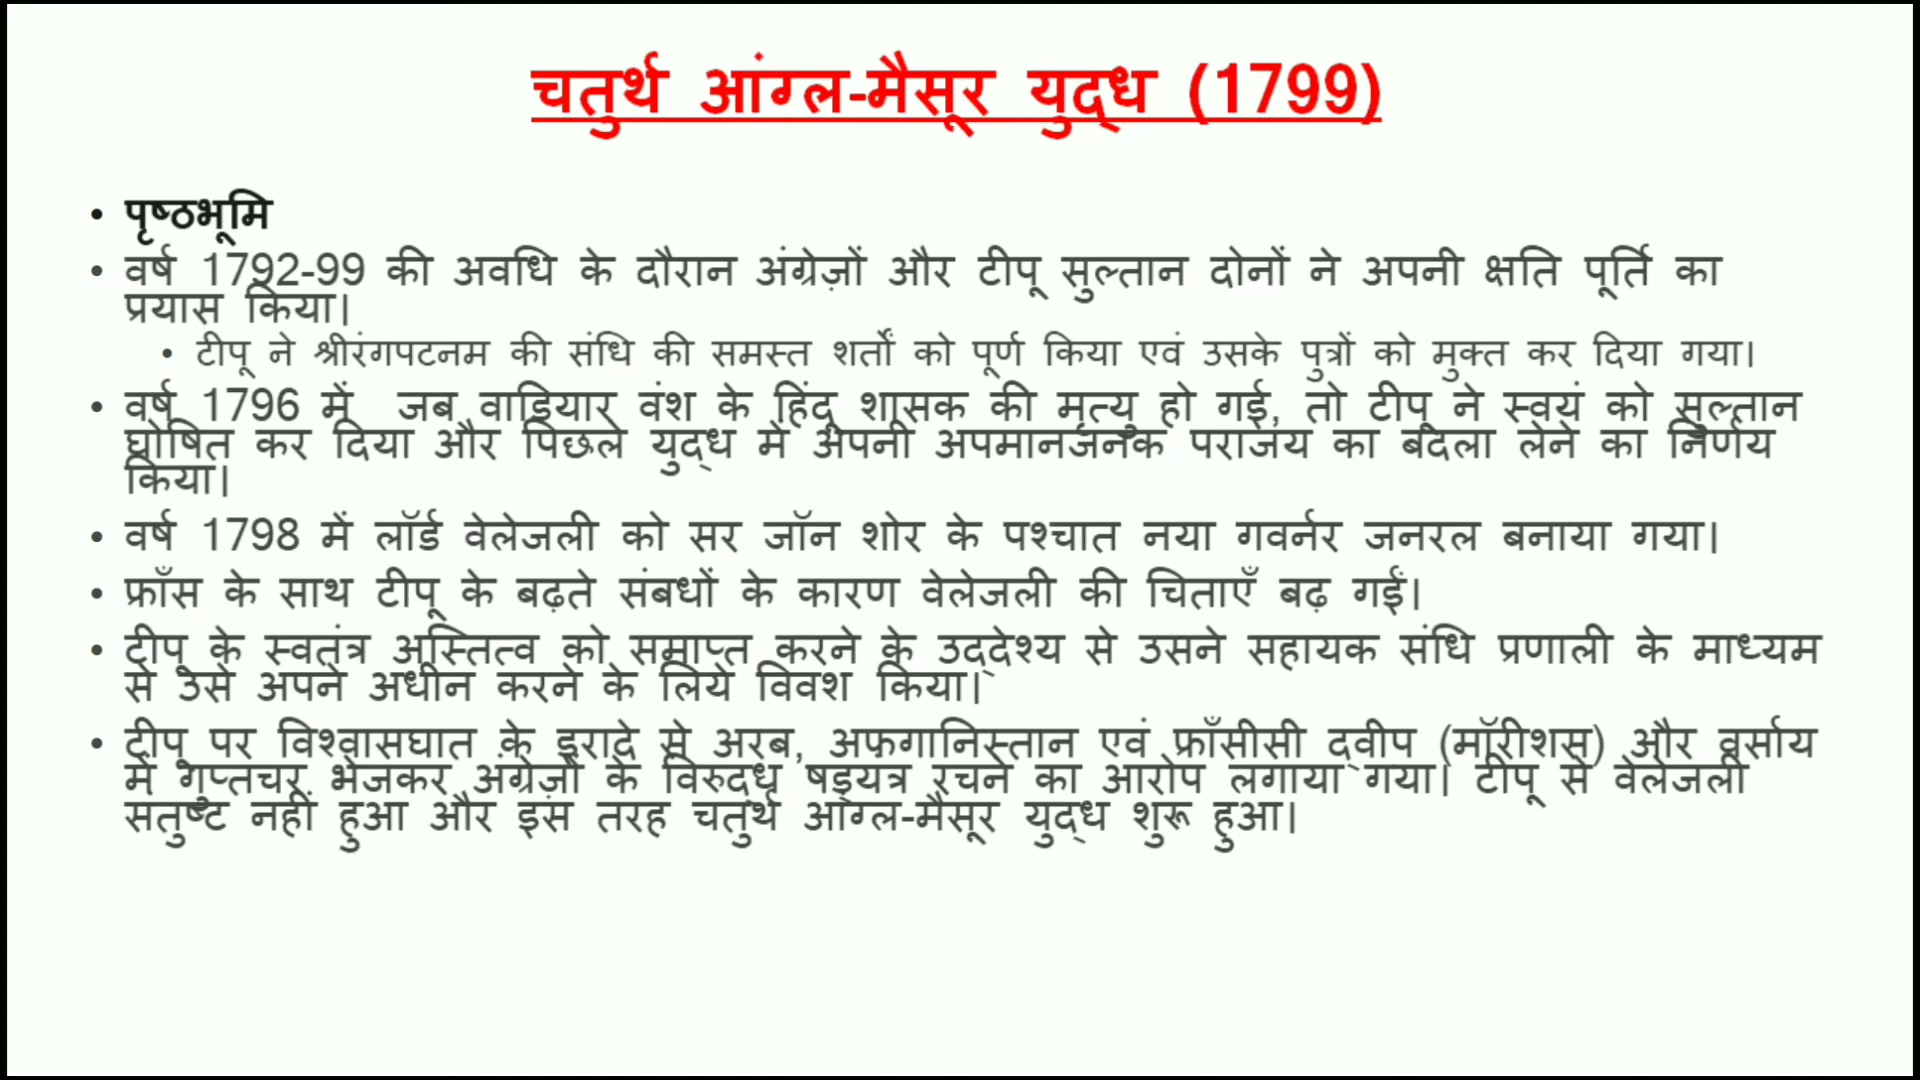 चतुर्थ आंग्ल-मैसूर युद्ध (1799)
• पृष्ठभूमि
• वर्ष 1792-99 की अवधि के दौरान अंग्रेज़ों और टीपू सुल्तान दोनों ने अपनी क्षति पूर्ति का
प्रयास किया।
• टीपू ने श्रीरंगपटनम की संधि की समस्त शर्तों को पूर्ण किया एवं उसके पुत्रों को मुक्त कर दिया गया।
• वर्ष 1796 में जब वाडियार वंश के हिंदू शासक की मृत्यु हो गई, तो टीपू ने स्वयं को सुल्तान
घोषित कर दिया और पिछले युद्ध में अपनी अपमानजनक पराजय का बदला लेने का निर्णय
किया।
• वर्ष 1798 में लॉर्ड वेलेजली को सर जॉन शोर के पश्चात नया गवर्नर जनरल बनाया गया।
• फ्राँस के साथ टीपू के बढ़ते संबधों के कारण वेलेजली की चिताएँ बढ़ गईं।
• टीपू के स्वतंत्र अस्तित्व को समाप्त करने के उद्देश्य से उसने सहायक संधि प्रणाली के माध्यम
से उसे अपने अधीन करने के लिये विवश किया।
• टीपू पर विश्वासघात के इरादे से अरब, अफ़गानिस्तान एवं फ्राँसीसी द्वीप (मॉरीशस) और वर्साय
में गुप्तचर भेजकर अंग्रेज़ों के विरुद्ध षड्यंत्र रचने का आरोप लगाया गया। टीपू से वेलेजली
संतुष्ट नहीं हुआ और इस तरह चतुर्थ आंग्ल-मैसूर युद्ध शुरू हुआ।